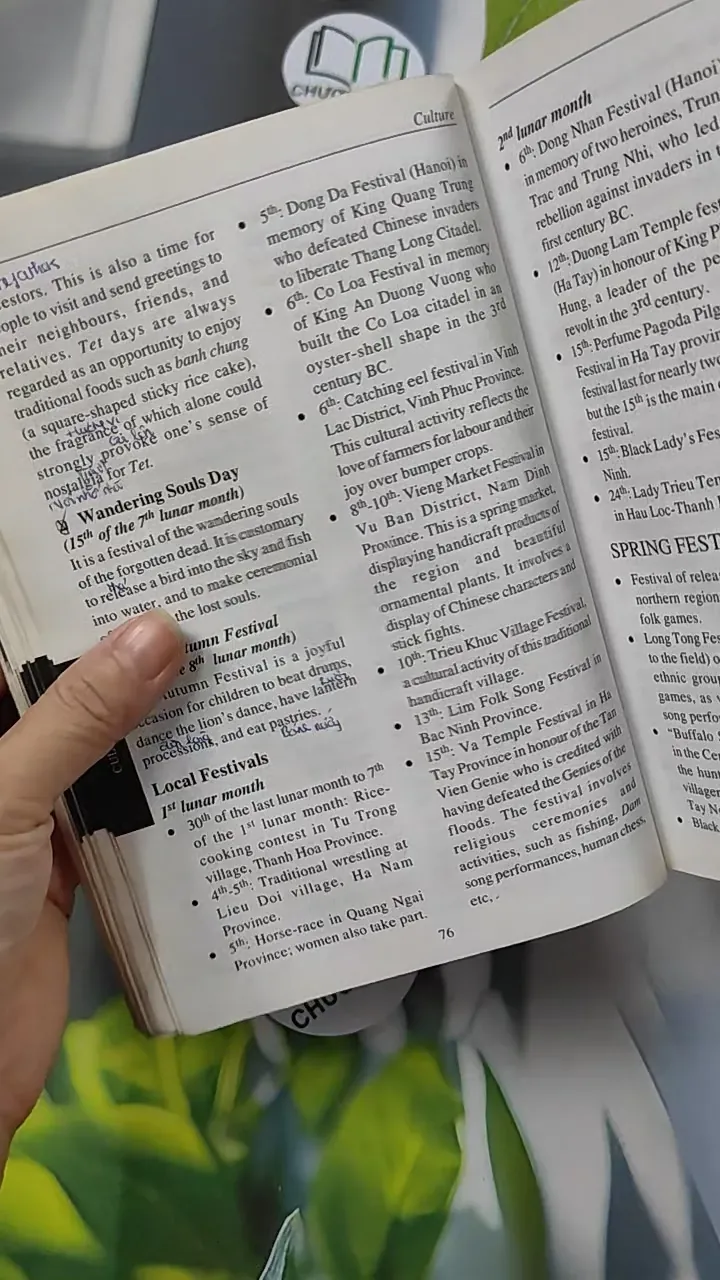 CHƯƠ
Culture
estors. This is also a time for
ople to visit and send greetings to
heir neighbours, friends, and
relatives. Tet days are always
regarded as an opportunity to enjoy
traditional foods such as banh chung
(a square-shaped sticky rice cake),
the fragrance of which alone could
strongly provoke one's sense of
nostalgia for Tet.
Wandering Souls Day
(15th of the 7th lunar month)
It is a festival of the wandering souls
of the forgotten dead. It is customary
to release a bird into the sky and fish
into water, and to make ceremonial
the lost souls.
tumn Festival
8th lunar month)
utumn Festival is a joyful
ccasion for children to beat drums,
dance the lion's dance, have lantern
processions, and eat pastries.
Local Festivals
1st lunar month
• 30th of the last lunar month to 7th
of the 1st lunar month: Rice-
cooking contest in Tu Trong
village, Thanh Hoa Province.
• 4th-5th: Traditional wrestling at
Lieu Doi village, Ha Nam
Province.
• 5th: Horse-race in Quang Ngai
Province; women also take part.
• 5th: Dong Da Festival (Hanoi) in
memory of King Quang Trung
who defeated Chinese invaders
to liberate Thang Long Citadel.
• 6th: Co Loa Festival in memory
of King An Duong Vuong who
built the Co Loa citadel in an
oyster-shell shape in the 3rd
century BC.
• 6th: Catching eel festival in Vinh
Lac District, Vinh Phuc Province.
This cultural activity reflects the
love of farmers for labour and their
joy over bumper crops.
• 8th-10th: Vieng Market Festival in
Vu Ban District, Nam Dinh
Province. This is a spring market,
displaying handicraft products of
the region and beautiful
ornamental plants. It involves a
display of Chinese characters and
stick fights.
• 10th: Trieu Khuc Village Festival,
a cultural activity of this traditional
handicraft village.
• 13th: Lim Folk Song Festival in
Bac Ninh Province.
• 15th: Va Temple Festival in Ha
Tay Province in honour of the Tan
Vien Genie who is credited with
having defeated the Genies of the
floods. The festival involves
religious ceremonies and
activities, such as fishing, Dam
song performances, human chess,
etc,.
76
2nd lunar month
• 6th: Dong Nhan Festival (Hanoi)
in memory of two heroines, Trun
Trac and Trung Nhi, who led
rebellion against invaders in t
first century BC.
• 12th: Duong Lam Temple fest
(Ha Tay) in honour of King P
Hung, a leader of the pe
revolt in the 3rd century.
• 15th: Perfume Pagoda Pilg
Festival in Ha Tay provin
festival last for nearly two
but the 15th is the main
festival.
• 15th: Black Lady's Fes
Ninh.
• 24th: Lady Trieu Tem
in Hau Loc-Thanh
SPRING FEST
• Festival of relea
northern region
folk games.
• Long Tong Fes
to the field) o
ethnic group
games, as
song perfor
• "Buffalo
in the Cen
the hun
villager
Tay N
• Black
CHƯƠ